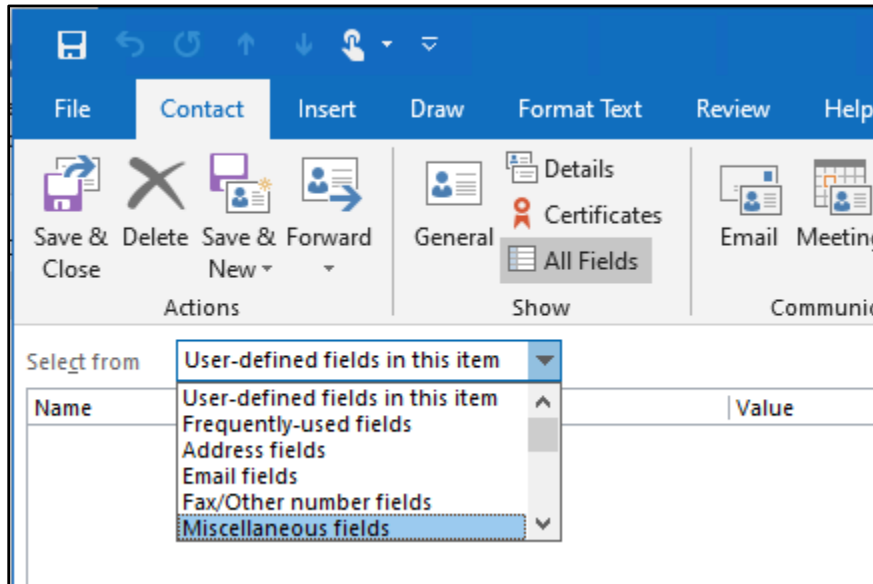 File Contact Insert Draw Format Text Review Help
Save & Close
Delete
Save & New
Forward
Actions
General
Details
Certificates
All Fields
Show
Email
Meeting
Communic
Select from
User-defined fields in this item
Name
Value
User-defined fields in this item
Frequently-used fields
Address fields
Email fields
Fax/Other number fields
Miscellaneous fields